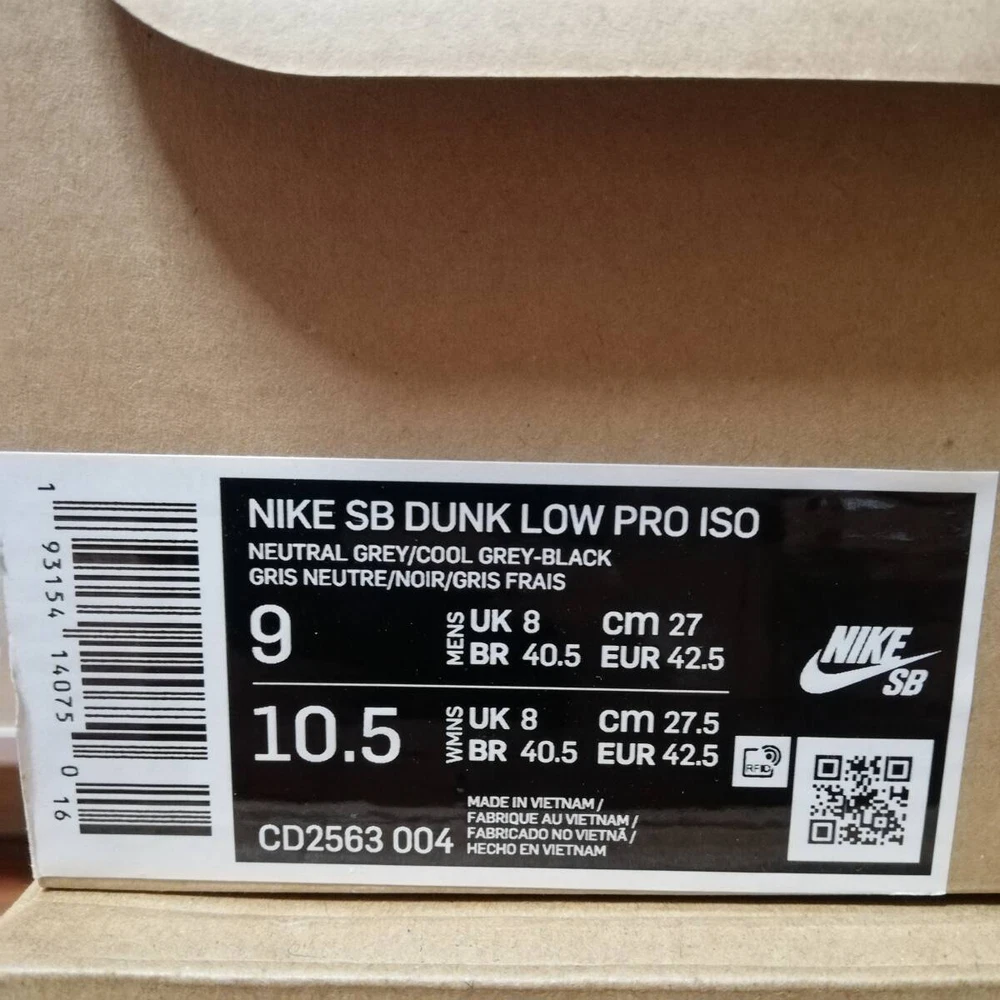 1 93154 14075 0 16
NIKE SB DUNK LOW PRO ISO
NEUTRAL GREY/COOL GREY-BLACK
GRIS NEUTRE/NOIR/GRIS FRAIS
9
MENS
UK 8 cm 27
BR 40.5 EUR 42.5
10.5
WMNS
UK 8 cm 27.5
BR 40.5 EUR 42.5
NIKE
SB
RFID
CD2563 004
MADE IN VIETNAM /
FABRIQUE AU VIETNAM /
FABRICADO NO VIETNÃ /
HECHO EN VIETNAM